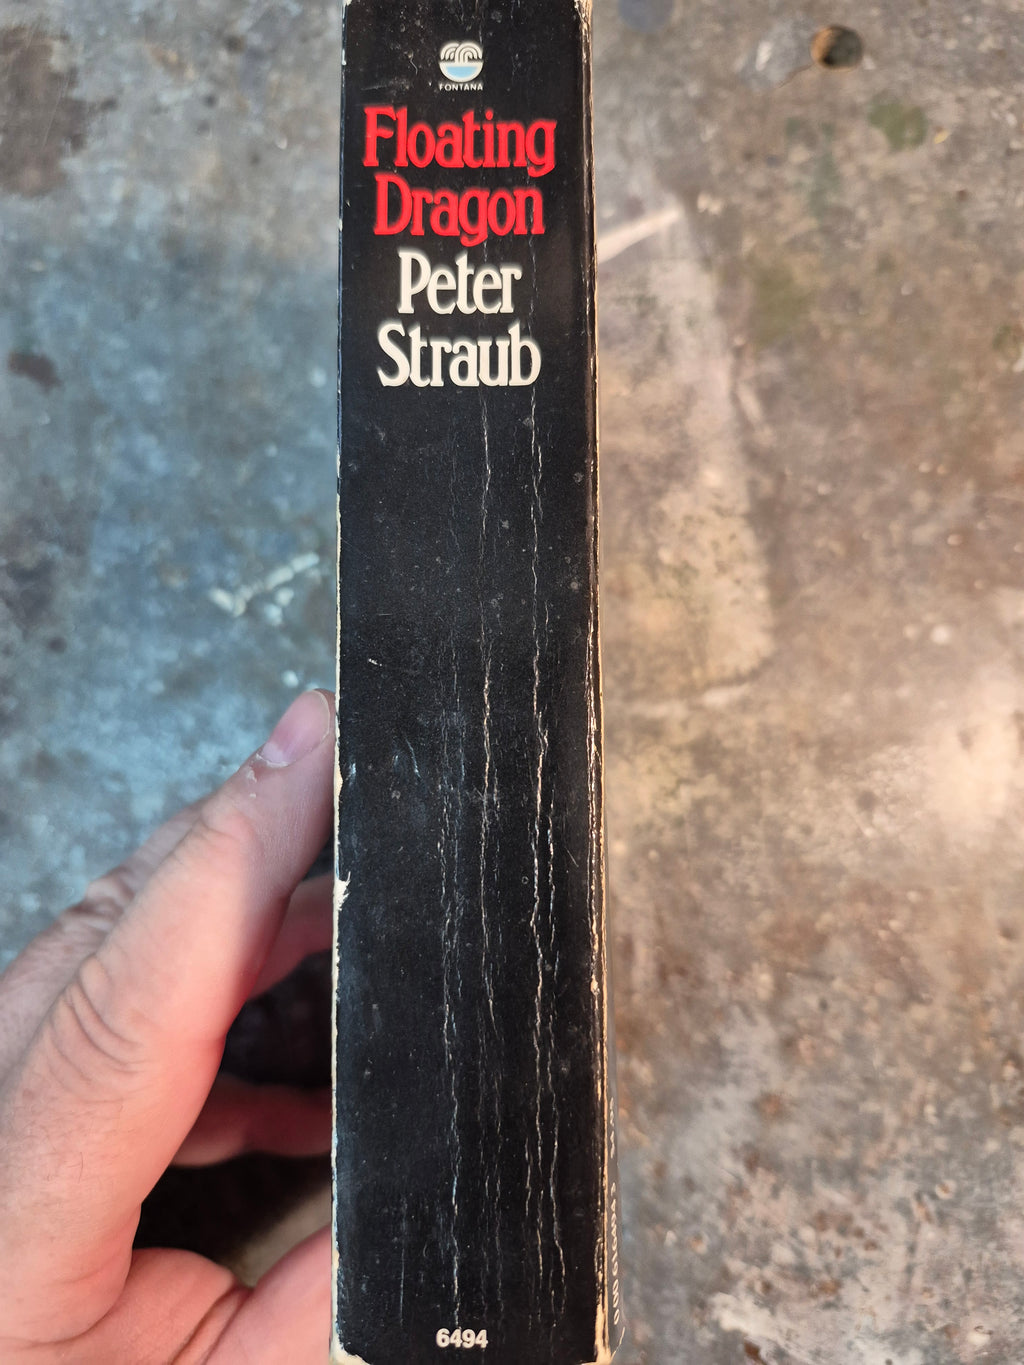 FONTANA
Floating
Dragon
Peter
Straub
6494